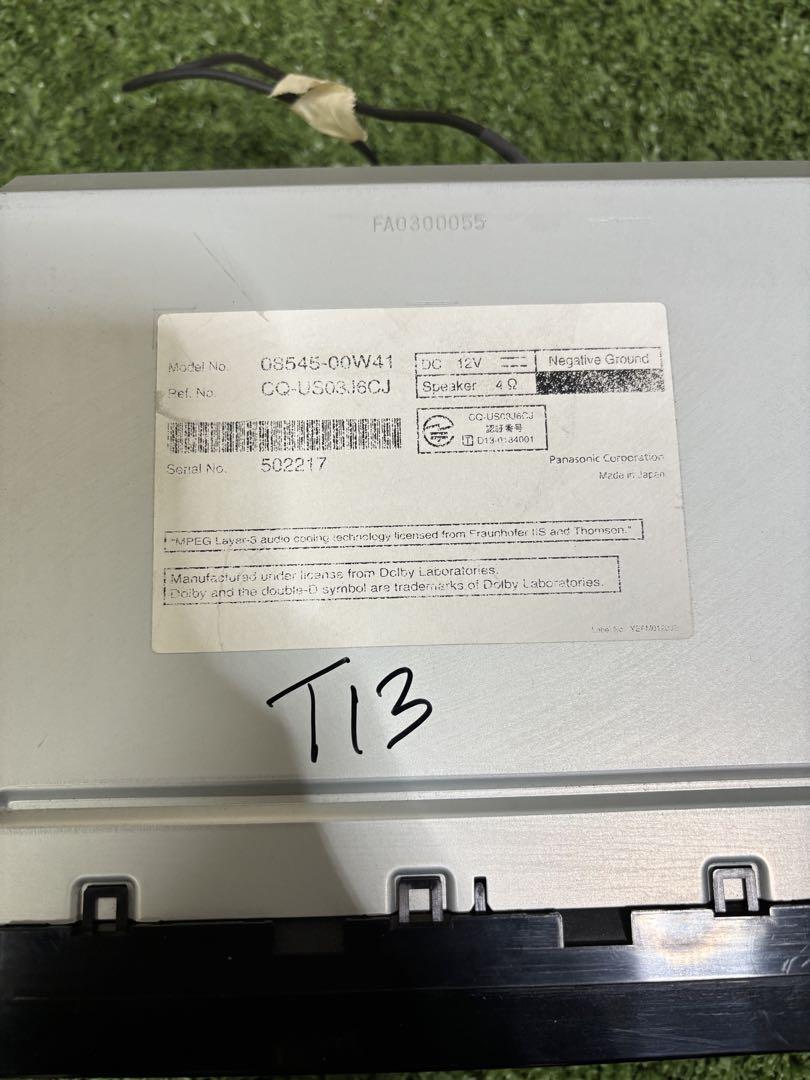 FA0300055
Model No. 08545-00W41
Ref. No. CQ-US03J6CJ
DC 12V
Negative Ground
Speaker 4Ω
CQ-US03J6CJ
認証番号
T D13-0134001
Serial No. 502217
Panasonic Corporation
Made in Japan
"MPEG Layer-3 audio coding technology licensed from Fraunhofer IIS and Thomson."
Manufactured under license from Dolby Laboratories.
Dolby and the double-D symbol are trademarks of Dolby Laboratories.
Label No.
T13